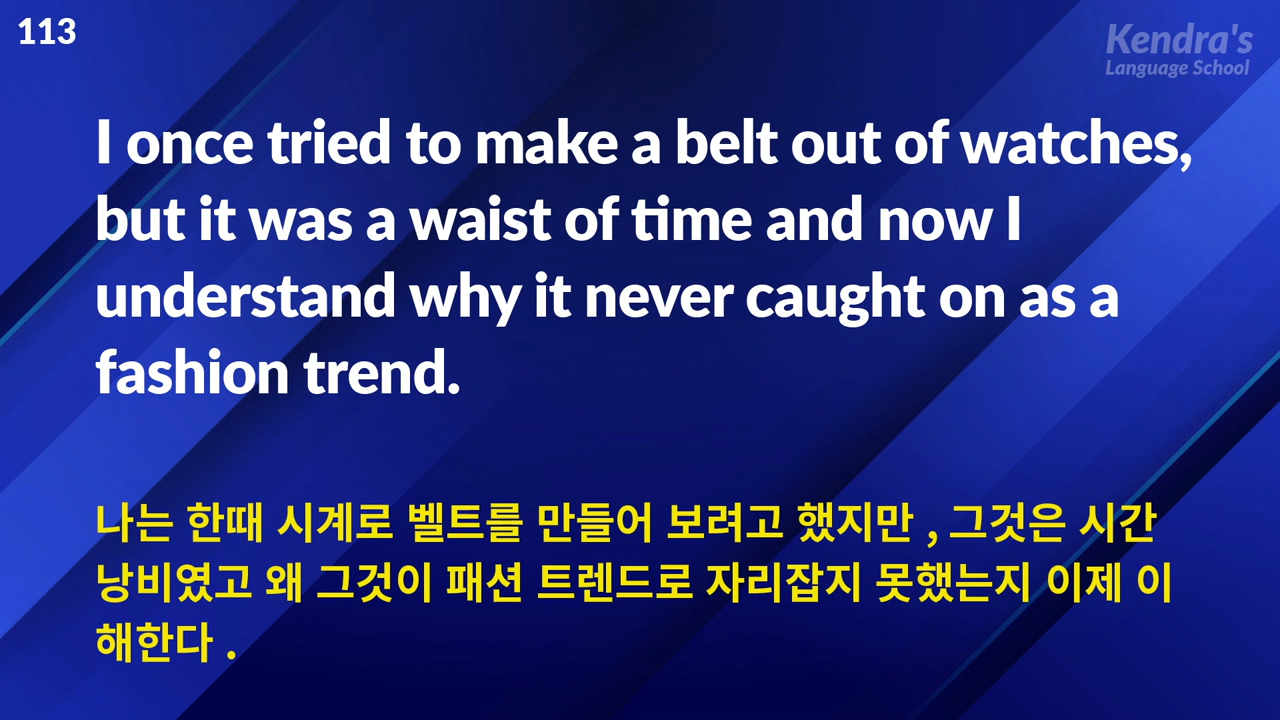 113
Kendra's
Language School
I once tried to make a belt out of watches,
but it was a waist of time and now I
understand why it never caught on as a
fashion trend.
나는 한때 시계로 벨트를 만들어 보려고 했지만 , 그것은 시간
낭비였고 왜 그것이 패션 트렌드로 자리잡지 못했는지 이제 이
해한다 .